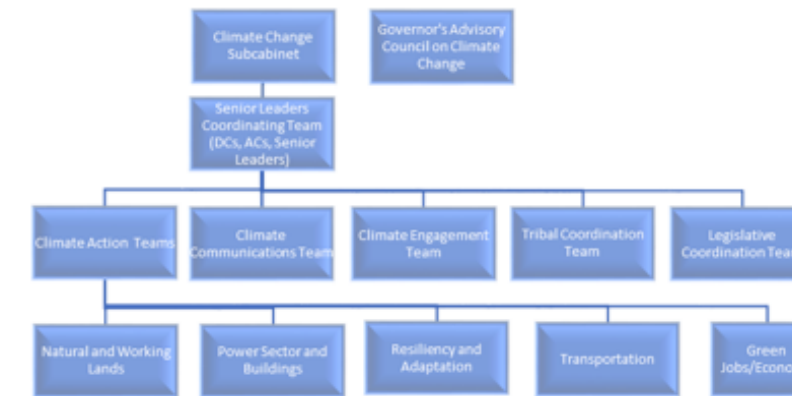 Climate Change
Subcabinet
Governor's Advisory
Council on Climate
Change
Senior Leaders
Coordinating Team
(DCs, ACs, Senior
Leaders)
Climate Action Teams
Climate
Communications Team
Climate Engagement
Team
Tribal Coordination
Team
Legislative
Coordination
Natural and Working
Lands
Power Sector and
Buildings
Resiliency and
Adaptation
Transportation
Green
Jobs/